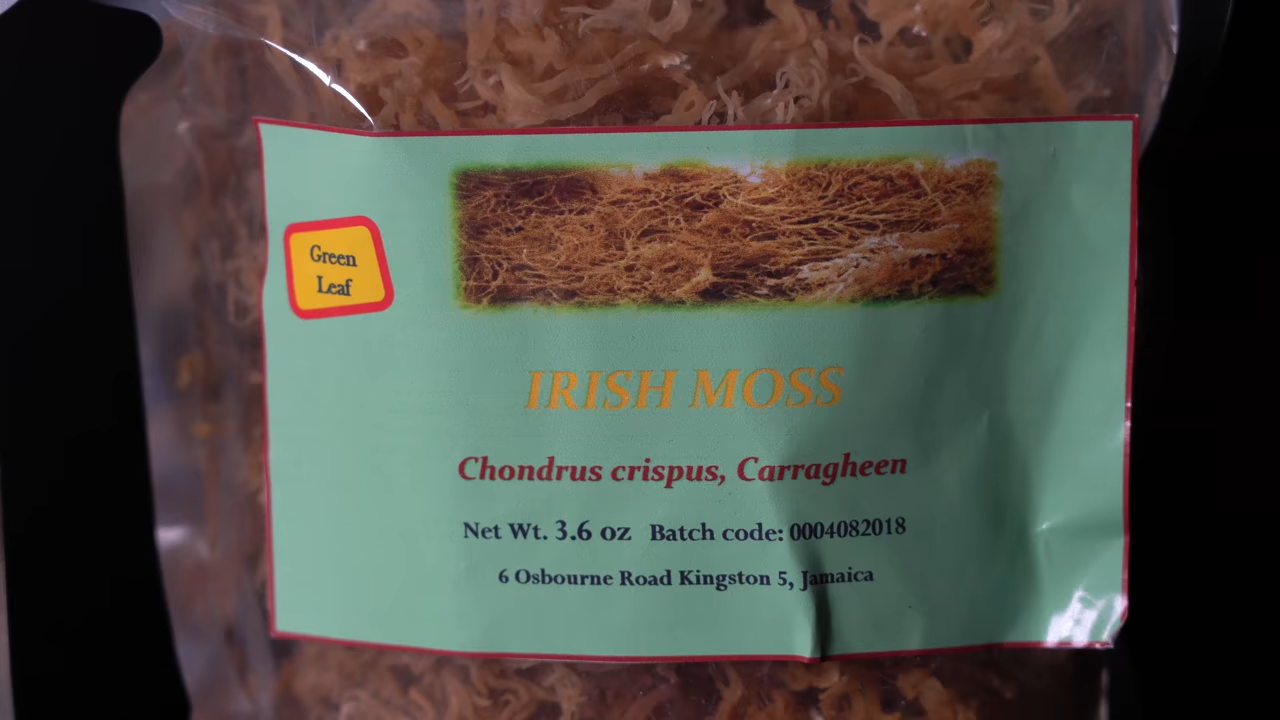 Green
Leaf
IRISH MOSS
Chondrus crispus, Carragheen
Net Wt. 3.6 oz Batch code: 0004082018
6 Osbourne Road Kingston 5, Jamaica